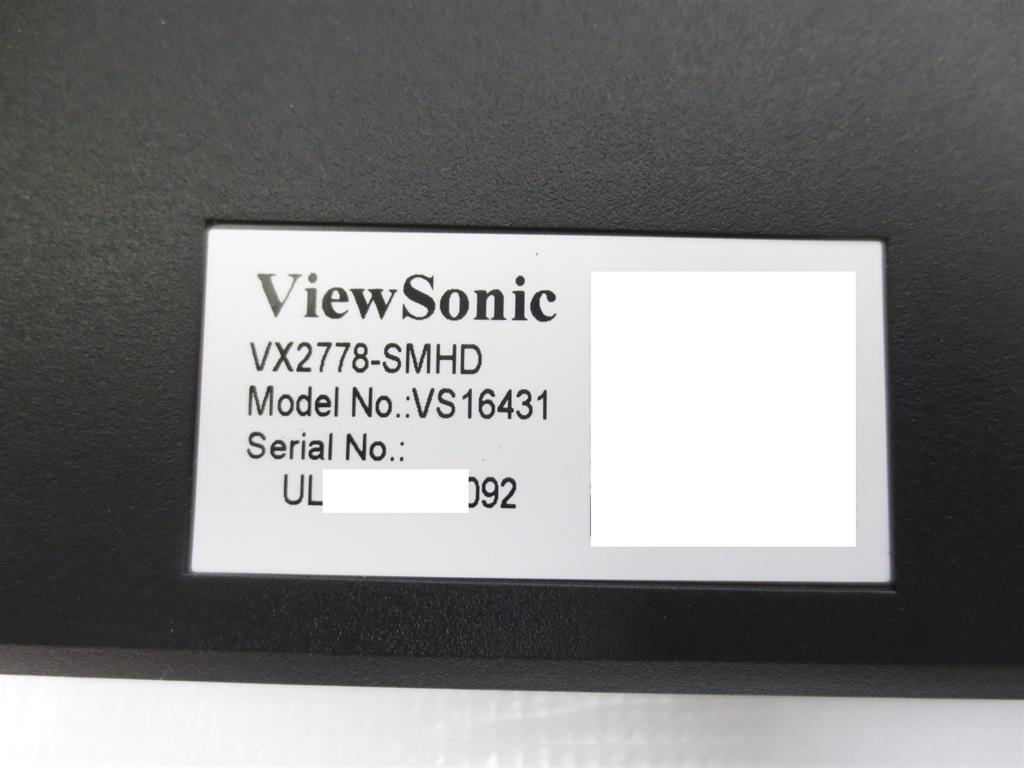 ViewSonic
VX2778-SMHD
Model No.:VS16431
Serial No.:
UL 092